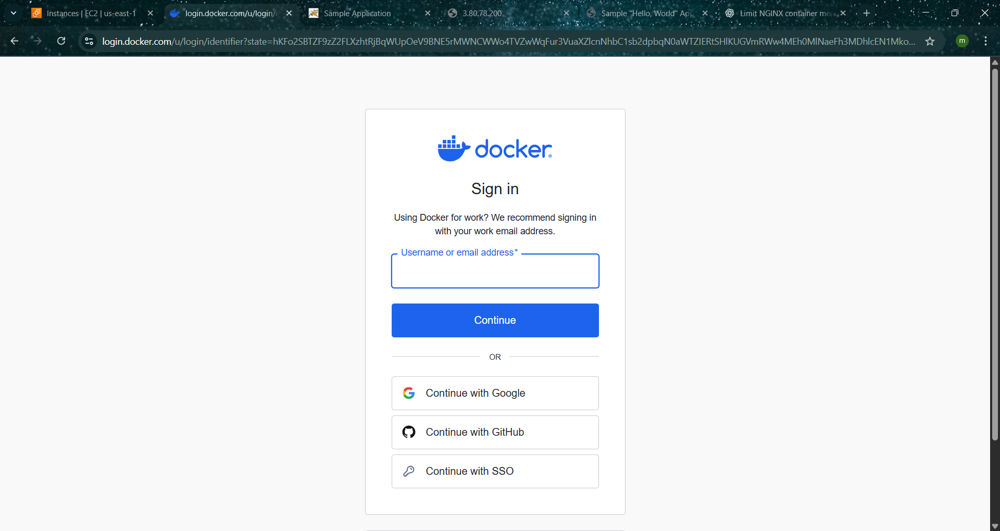 Instances | EC2 | us-east-1
login.docker.com/u/login/
Sample Application
3.80.78.200
Sample "Hello, World" Ap
Limit NGINX container me
login.docker.com/u/login/identifier?state=hKFo2SBTZF9zZ2FLXzhtRjBqWUpOeV9BNE5rMWNCWWo4TVZwWqFur3VuaXZlcnNhbC1sb2dpbqN0aWTZIERtSHlKUGVmRWw4MEh0MlNaeFh3MDhlcEN1Mko...
m
docker
Sign in
Using Docker for work? We recommend signing in
with your work email address.
Username or email address*
Continue
OR
Continue with Google
Continue with GitHub
Continue with SSO